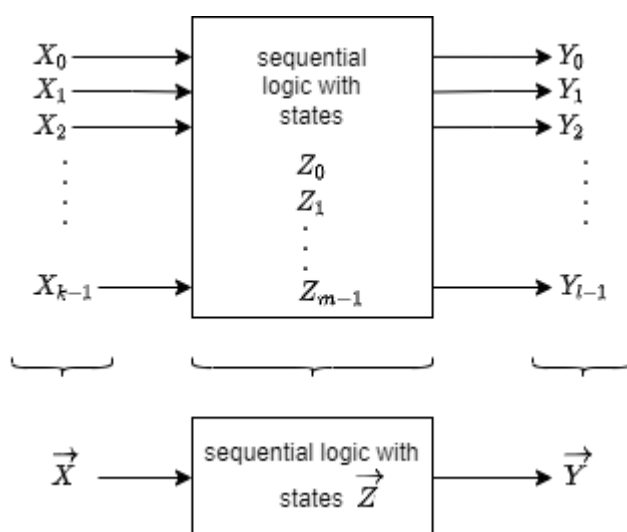 X₀ sequential Y₀
X₁ logic with Y₁
X₂ states Y₂
Z₀
Z₁
Xₖ₋₁ Zₘ₋₁ Yₗ₋₁
X⃗ sequential logic with Y⃗
states Z⃗